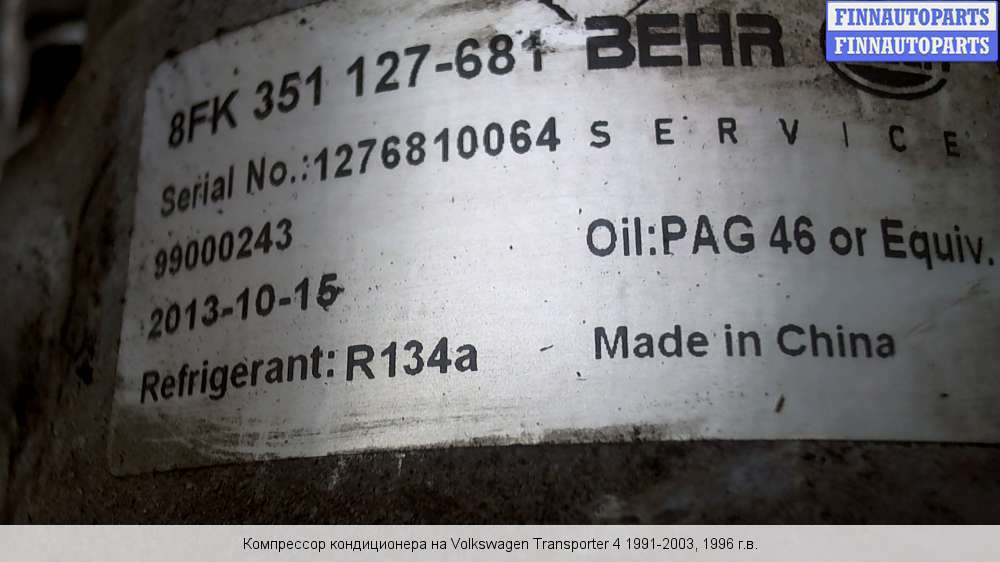 FINNAUTOPARTS
FINNAUTOPARTS
8FK 351 127-681 BEHR
Serial No.:1276810064 SERVICE
99000243
Oil:PAG 46 or Equiv.
2013-10-15
Refrigerant: R134a
Made in China
Компрессор кондиционера на Volkswagen Transporter 4 1991-2003, 1996 г.в.